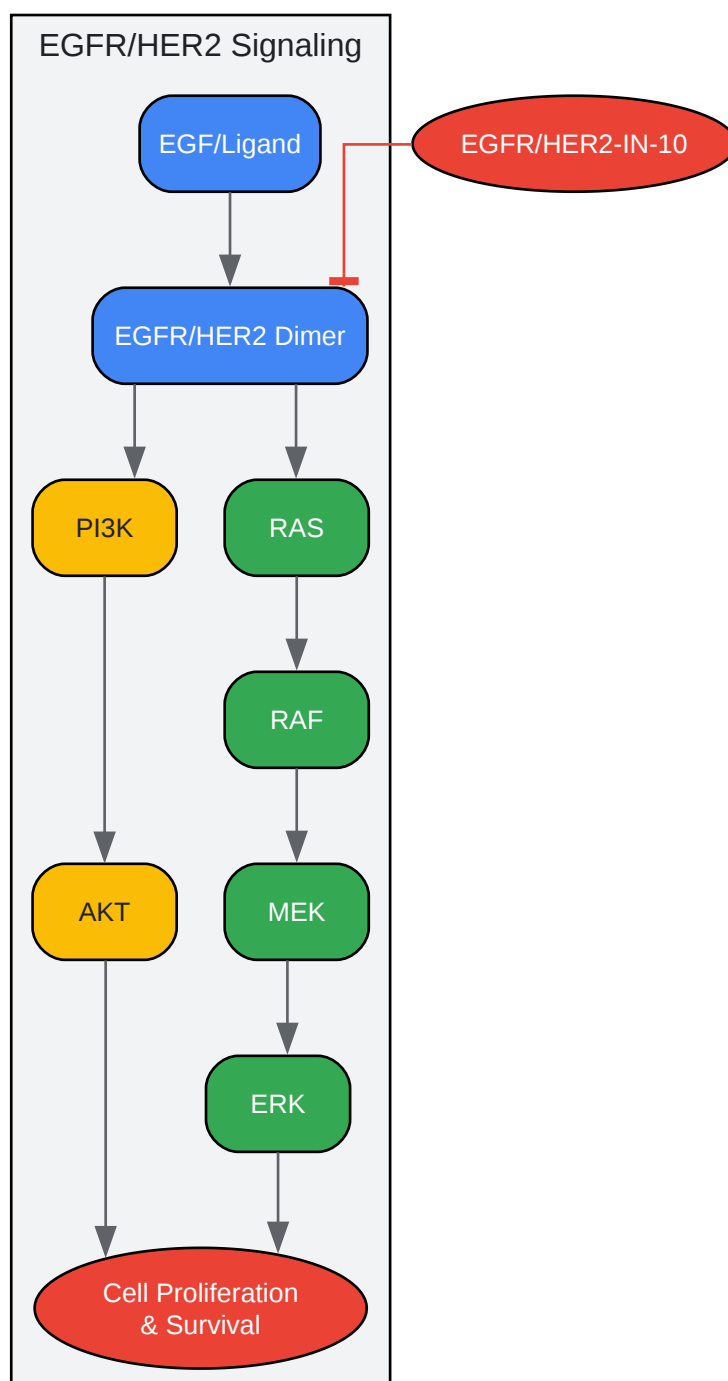 EGFR/HER2 Signaling
EGF/Ligand
EGFR/HER2-IN-10
EGFR/HER2 Dimer
PI3K
RAS
RAF
AKT
MEK
ERK
Cell Proliferation
& Survival